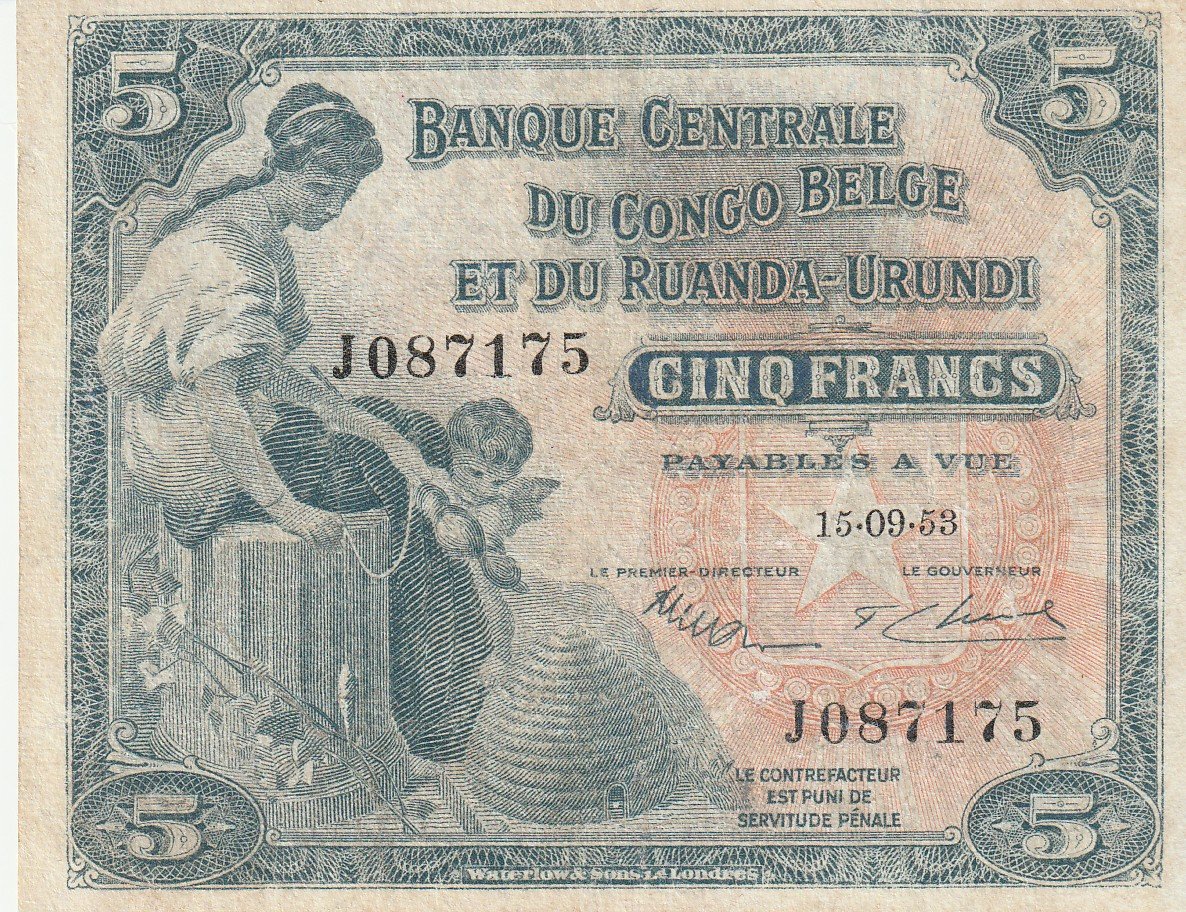 5 5
BANQUE CENTRALE
DU CONGO BELGE
ET DU RUANDA-URUNDI
J087175
CINQ FRANCS
PAYABLES A VUE
15·09·53
LE PREMIER-DIRECTEUR LE GOUVERNEUR
J087175
LE CONTREFACTEUR
EST PUNI DE
SERVITUDE PÉNALE
5 5
Waterlow & Sons Ld Londres